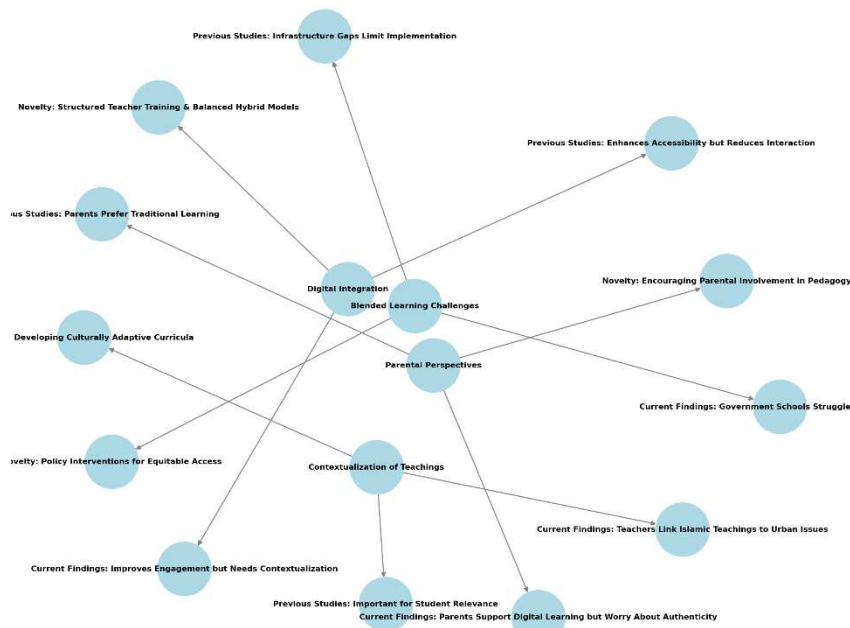 Previous Studies: Infrastructure Gaps Limit Implementation
Novelty: Structured Teacher Training & Balanced Hybrid Models
Previous Studies: Enhances Accessibility but Reduces Interaction
Studies: Parents Prefer Traditional Learning
Novelty: Encouraging Parental Involvement in Pedagogy
Digital Integration
Blended Learning Challenges
Developing Culturally Adaptive Curricula
Parental Perspectives
Current Findings: Government Schools Struggle
Policy Interventions for Equitable Access
Contextualization of Teachings
Current Findings: Teachers Link Islamic Teachings to Urban Issues
Current Findings: Improves Engagement but Needs Contextualization
Previous Studies: Important for Student Relevance
Current Findings: Parents Support Digital Learning but Worry About Authenticity